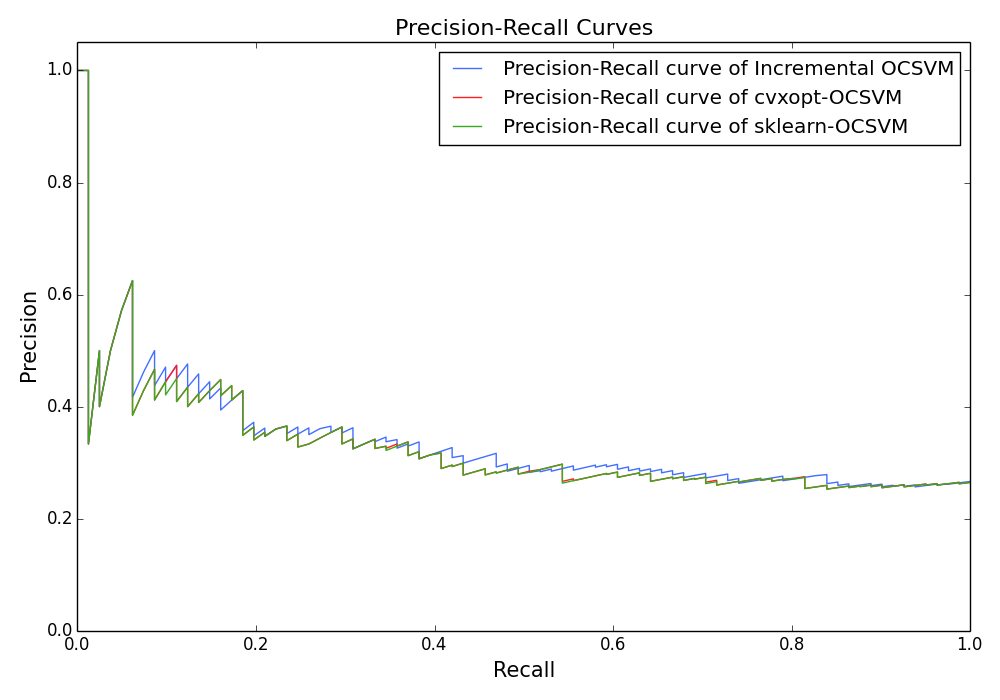 Precision-Recall Curves
Precision-Recall curve of Incremental OCSVM
Precision-Recall curve of cvxopt-OCSVM
Precision-Recall curve of sklearn-OCSVM
Precision
1.0
0.8
0.6
0.4
0.2
0.0
0.0 0.2 0.4 0.6 0.8 1.0
Recall